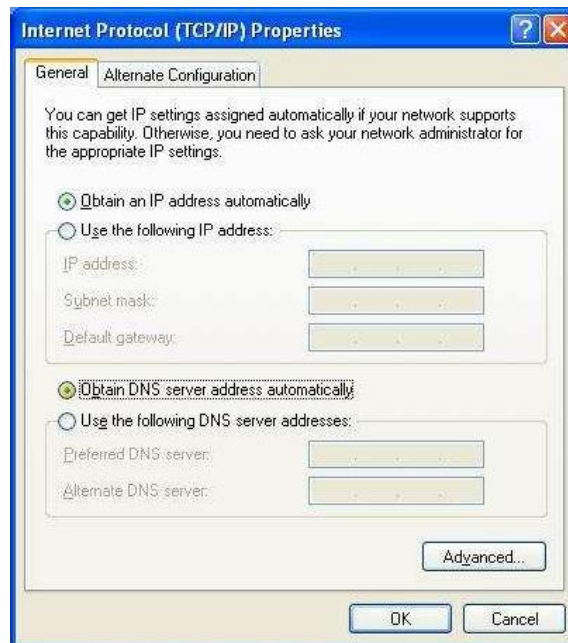 Internet Protocol (TCP/IP) Properties
General
Alternate Configuration
You can get IP settings assigned automatically if your network supports
this capability. Otherwise, you need to ask your network administrator for
the appropriate IP settings.
Obtain an IP address automatically
Use the following IP address:
IP address:
Subnet mask:
Default gateway:
Obtain DNS server address automatically
Use the following DNS server addresses:
Preferred DNS server:
Alternate DNS server:
Advanced...
OK
Cancel